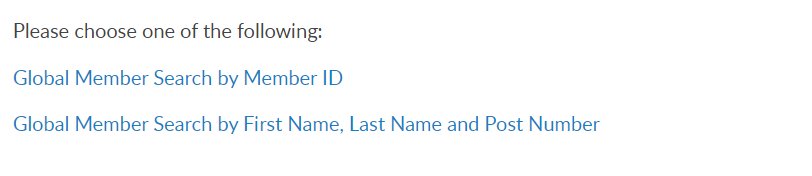 Please choose one of the following:
Global Member Search by Member ID
Global Member Search by First Name, Last Name and Post Number